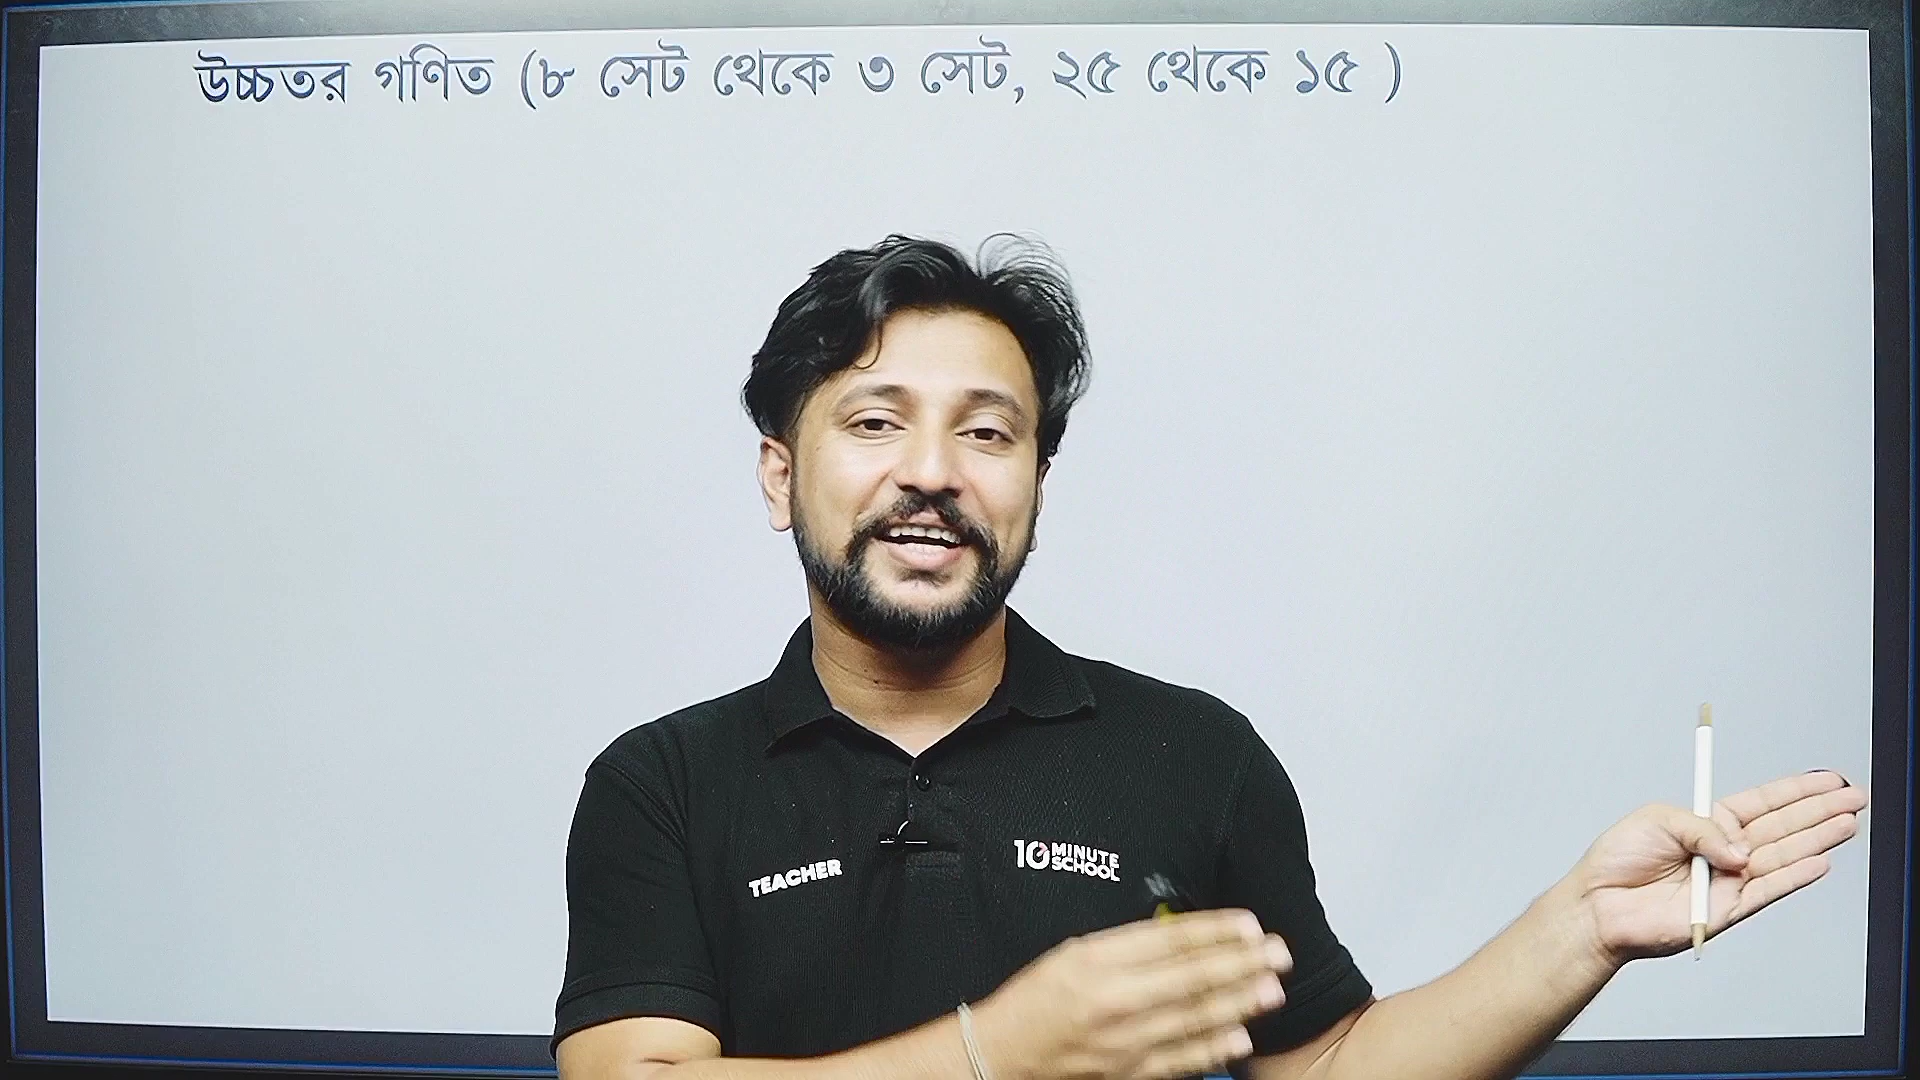 উচ্চতর গণিত (৮ সেট থেকে ৩ সেট, ২৫ থেকে ১৫ )
TEACHER
10 MINUTE
SCHOOL